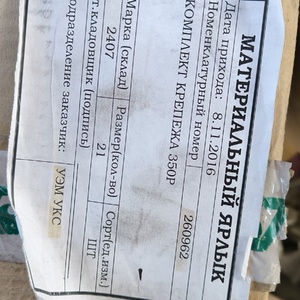 МАТЕРИАЛЬНЫЙ ЯРЛЫК
Дата прихода: 8.11.2016
Номенклатурный номер 260962
КОМПЛЕКТ КРЕПЕЖА 350Р
Марка (склад) Размер(кол-во) Сорт(ед.изм.)
2407 21 ШТ
ст.кладовщик (подпись)
подразделение заказчик: УЭМ УКС